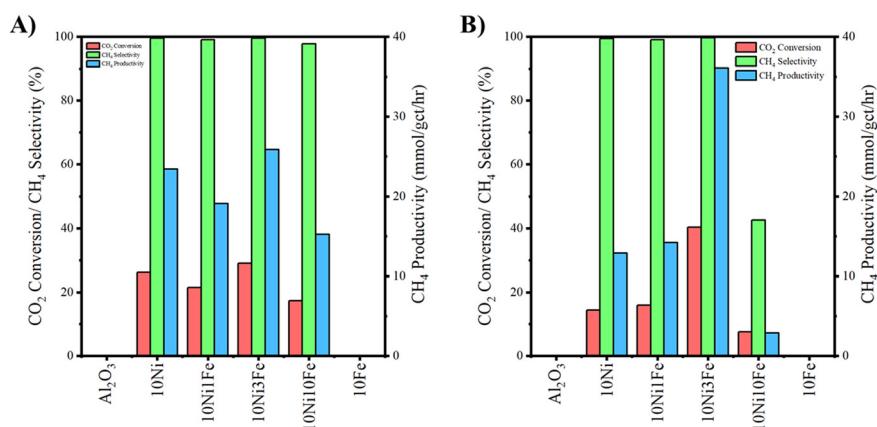 A)
CO₂ Conversion/ CH₄ Selectivity (%)
100
80
60
40
20
0
CO₂ Conversion
CH₄ Selectivity
CH₄ Productivity
40
30
20
10
0
CH₄ Productivity (mmol/gct/hr)
Al₂O₃
10Ni
10Ni1Fe
10Ni3Fe
10Ni10Fe
10Fe
B)
CO₂ Conversion/ CH₄ Selectivity (%)
100
80
60
40
20
0
CO₂ Conversion
CH₄ Selectivity
CH₄ Productivity
40
30
20
10
0
CH₄ Productivity (mmol/gct/hr)
Al₂O₃
10Ni
10Ni1Fe
10Ni3Fe
10Ni10Fe
10Fe